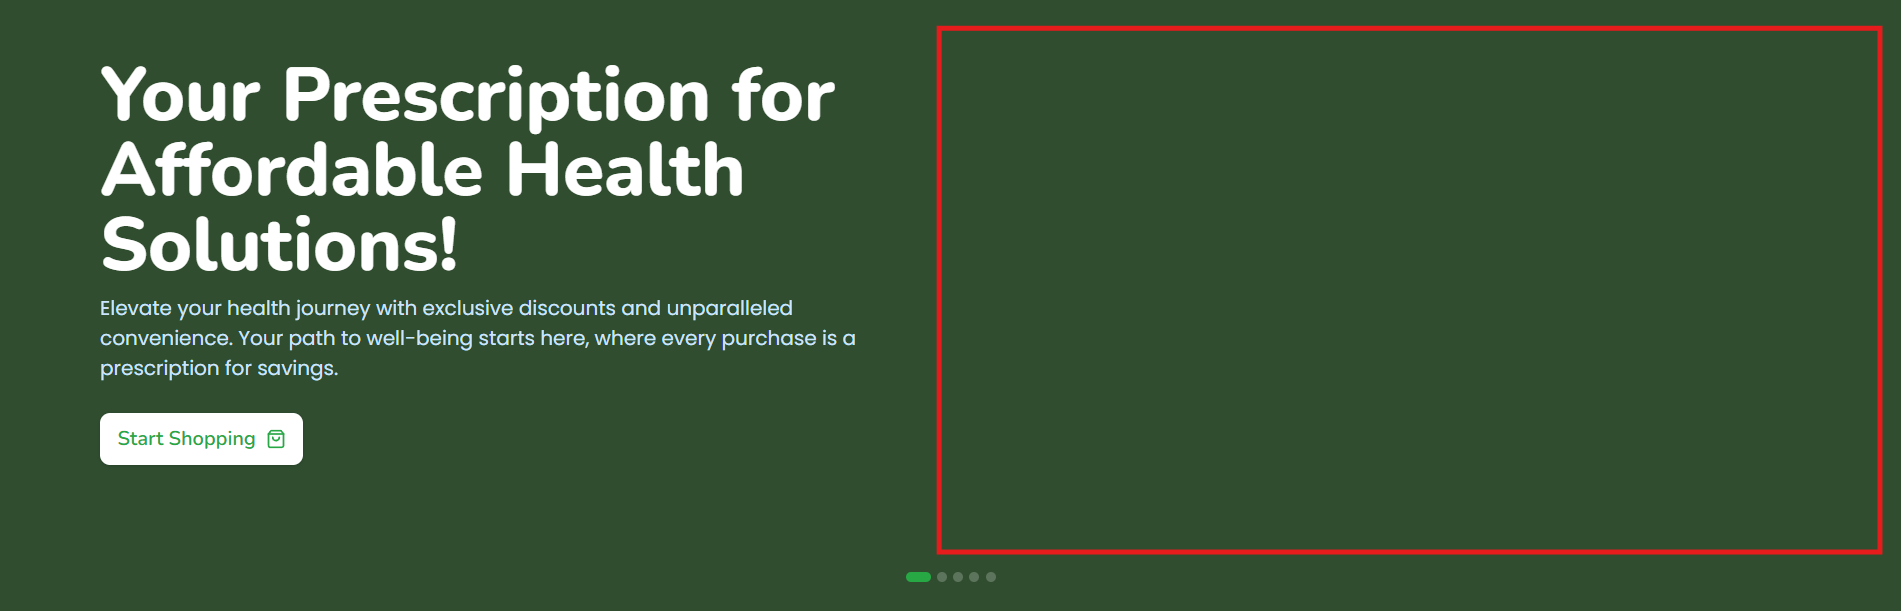 Your Prescription for
Affordable Health
Solutions!
Elevate your health journey with exclusive discounts and unparalleled
convenience. Your path to well-being starts here, where every purchase is a
prescription for savings.
Start Shopping